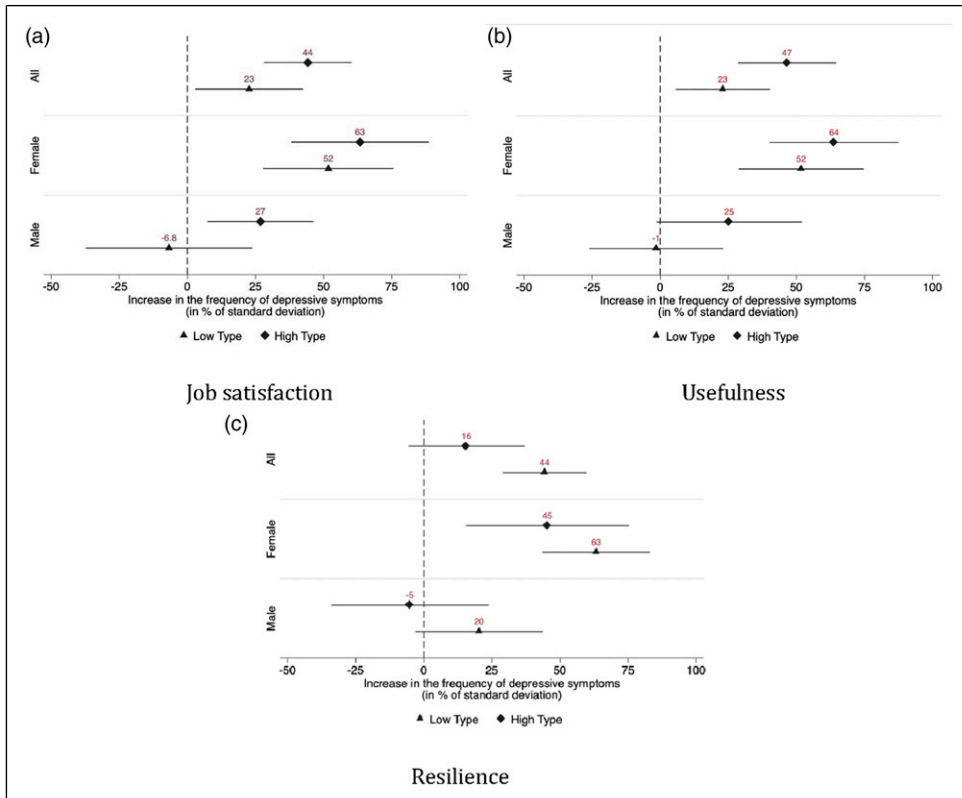 (a)
All
44
23
Female
63
52
Male
27
-6.8
-50 -25 0 25 50 75 100
Increase in the frequency of depressive symptoms
(in % of standard deviation)
Low Type High Type
Job satisfaction
(b)
All
47
23
Female
64
52
Male
25
-1
-50 -25 0 25 50 75 100
Increase in the frequency of depressive symptoms
(in % of standard deviation)
Low Type High Type
Usefulness
(c)
All
16
44
Female
45
63
Male
-5
20
-50 -25 0 25 50 75 100
Increase in the frequency of depressive symptoms
(in % of standard deviation)
Low Type High Type
Resilience